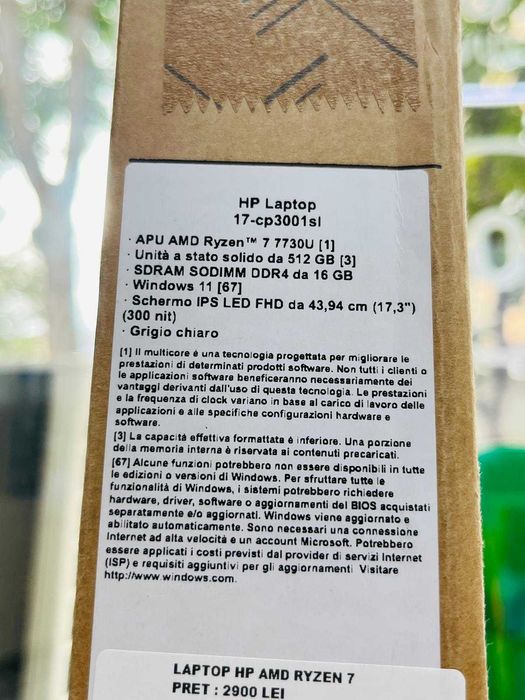 HP Laptop
17-cp3001sl
· APU AMD Ryzen™ 7 7730U [1]
· Unità a stato solido da 512 GB [3]
· SDRAM SODIMM DDR4 da 16 GB
· Windows 11 [67]
· Schermo IPS LED FHD da 43,94 cm (17,3")
(300 nit)
· Grigio chiaro
[1] Il multicore è una tecnologia progettata per migliorare le
prestazioni di determinati prodotti software. Non tutti i clienti o
le applicazioni software beneficeranno necessariamente dei
vantaggi derivanti dall'uso di questa tecnologia. Le prestazioni
e la frequenza di clock variano in base al carico di lavoro delle
applicazioni e alle specifiche configurazioni hardware e
software.
[3] La capacità effettiva formattata è inferiore. Una porzione
della memoria interna è riservata ai contenuti precaricati.
[67] Alcune funzioni potrebbero non essere disponibili in tutte
le edizioni o versioni di Windows. Per sfruttare tutte le
funzionalità di Windows, i sistemi potrebbero richiedere
hardware, driver, software o aggiornamenti del BIOS acquistati
separatamente e/o aggiornati. Windows viene aggiornato e
abilitato automaticamente. Sono necessari una connessione
Internet ad alta velocità e un account Microsoft. Potrebbero
essere applicati i costi previsti dal provider di servizi Internet
(ISP) e requisiti aggiuntivi per gli aggiornamenti. Visitare
http://www.windows.com.
LAPTOP HP AMD RYZEN 7
PRET : 2900 LEI